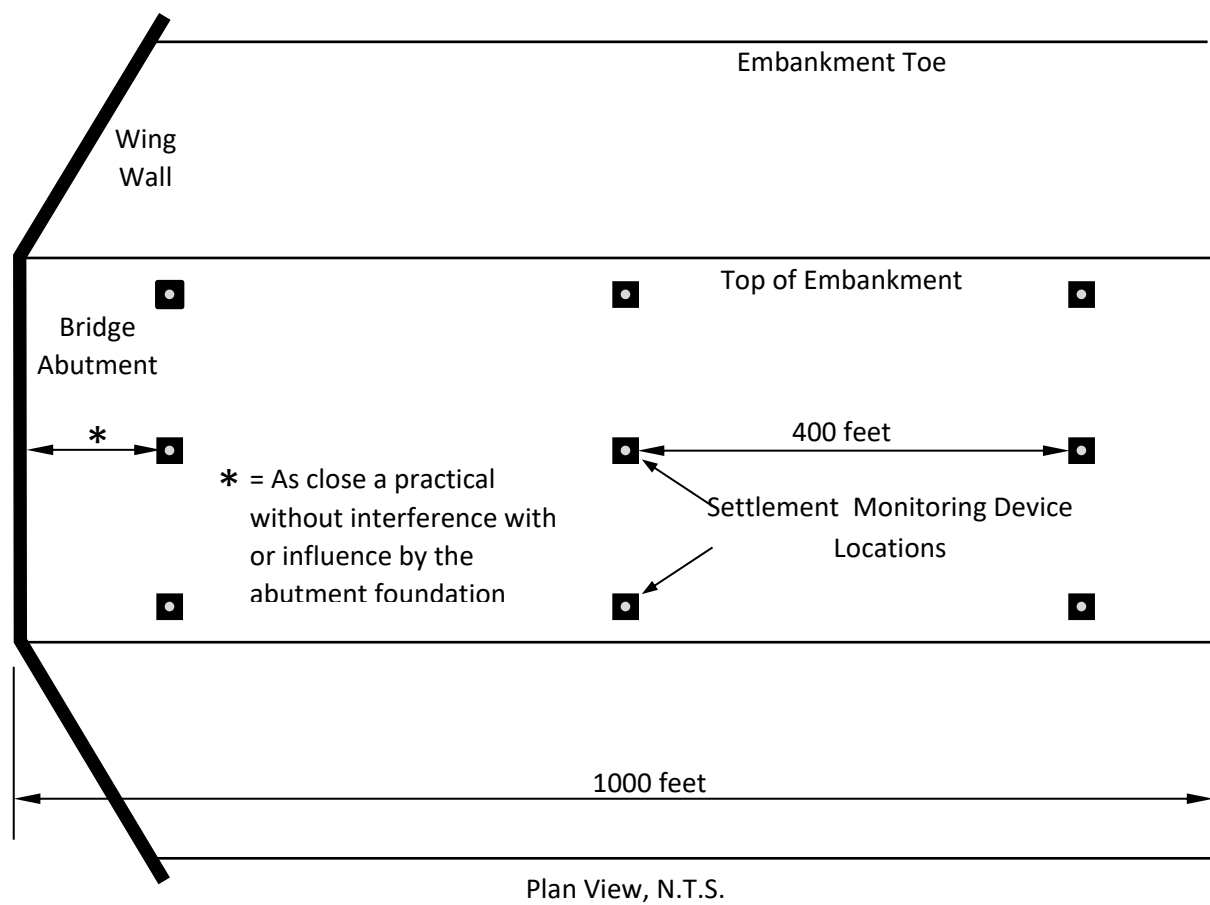 Embankment Toe
Wing
Wall
Top of Embankment
Bridge
Abutment
*
400 feet
* = As close a practical
without interference with
or influence by the
abutment foundation
Settlement Monitoring Device
Locations
1000 feet
Plan View, N.T.S.